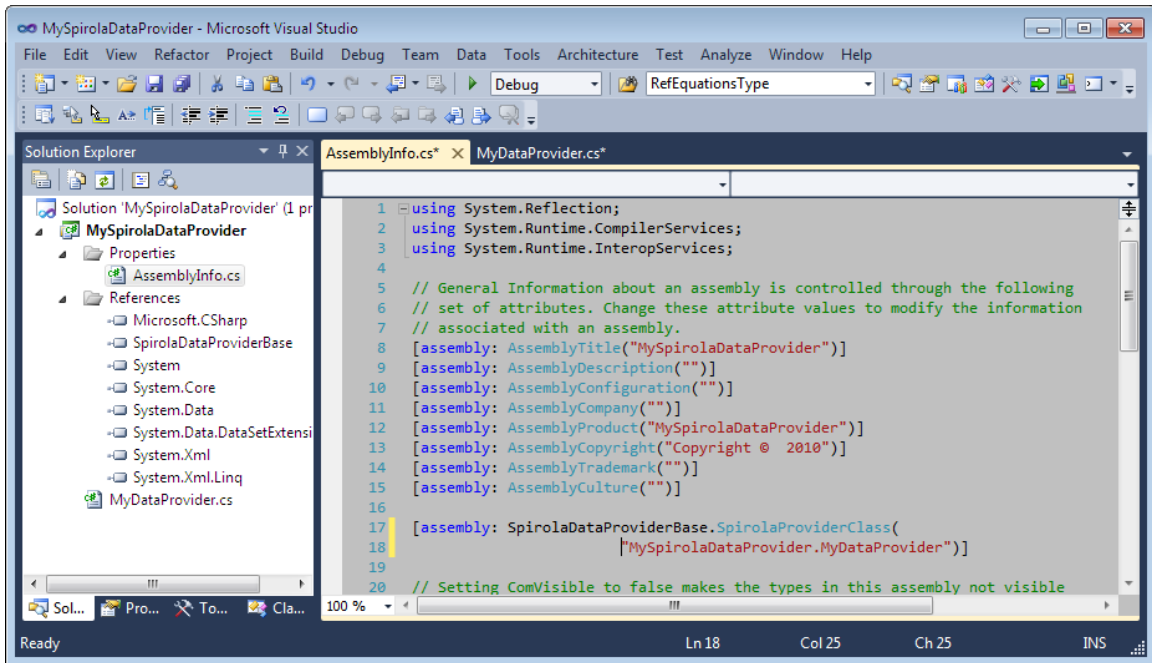 MySpirolaDataProvider - Microsoft Visual Studio
File Edit View Refactor Project Build Debug Team Data Tools Architecture Test Analyze Window Help
Debug RefEquationsType
Solution Explorer
AssemblyInfo.cs* MyDataProvider.cs*
Solution 'MySpirolaDataProvider' (1 pr
MySpirolaDataProvider
Properties
AssemblyInfo.cs
References
Microsoft.CSharp
SpirolaDataProviderBase
System
System.Core
System.Data
System.Data.DataSetExtensi
System.Xml
System.Xml.Linq
MyDataProvider.cs
Sol... Pro... To... Cla...
1 using System.Reflection;
2 using System.Runtime.CompilerServices;
3 using System.Runtime.InteropServices;
4
5 // General Information about an assembly is controlled through the following
6 // set of attributes. Change these attribute values to modify the information
7 // associated with an assembly.
8 [assembly: AssemblyTitle("MySpirolaDataProvider")]
9 [assembly: AssemblyDescription("")]
10 [assembly: AssemblyConfiguration("")]
11 [assembly: AssemblyCompany("")]
12 [assembly: AssemblyProduct("MySpirolaDataProvider")]
13 [assembly: AssemblyCopyright("Copyright ©  2010")]
14 [assembly: AssemblyTrademark("")]
15 [assembly: AssemblyCulture("")]
16
17 [assembly: SpirolaDataProviderBase.SpirolaProviderClass(
18 "MySpirolaDataProvider.MyDataProvider")]
19
20 // Setting ComVisible to false makes the types in this assembly not visible
100 %
Ready Ln 18 Col 25 Ch 25 INS